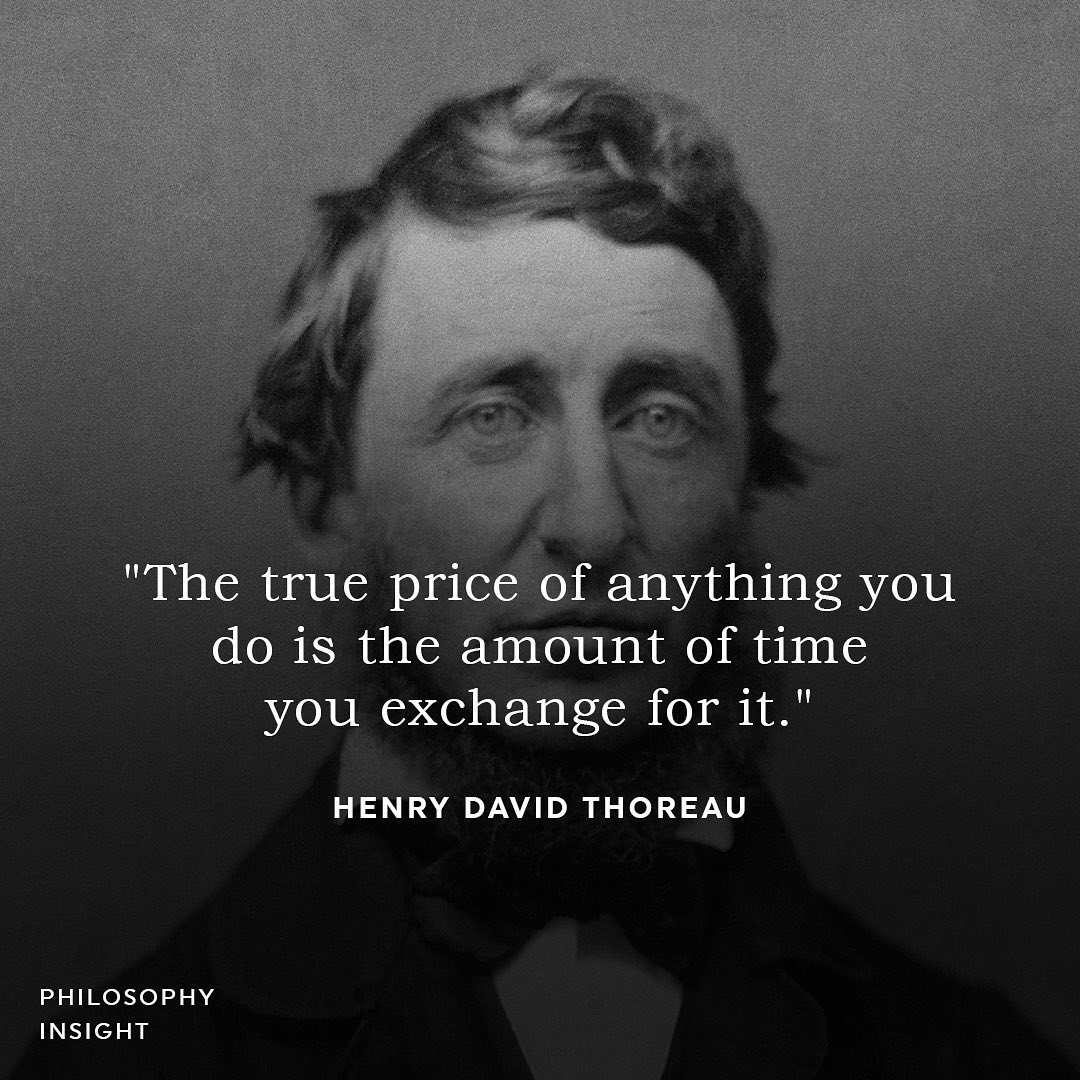 "The true price of anything you
do is the amount of time
you exchange for it."
HENRY DAVID THOREAU
PHILOSOPHY
INSIGHT